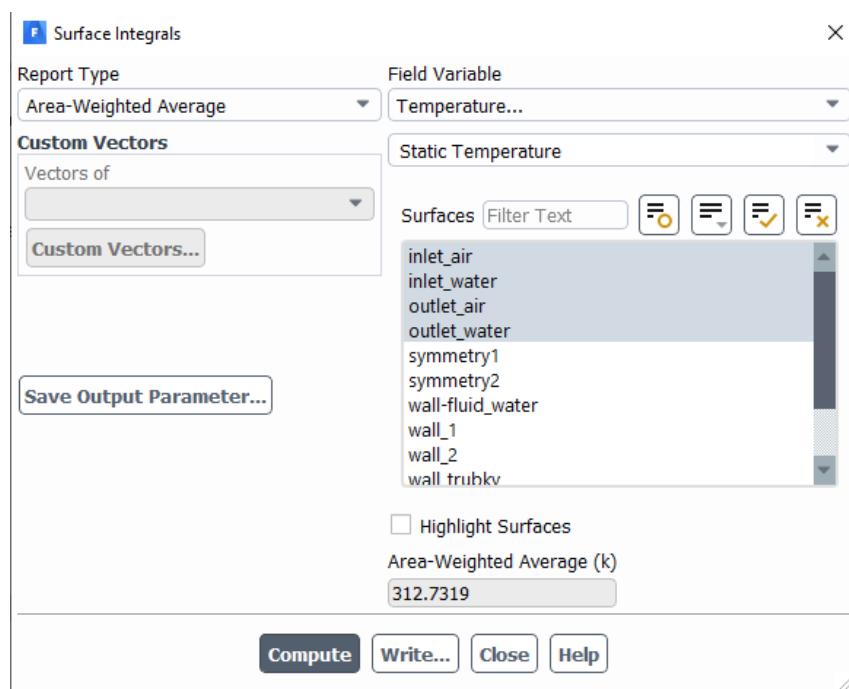 F Surface Integrals
Report Type
Area-Weighted Average
Custom Vectors
Vectors of
Custom Vectors...
Save Output Parameter...
Field Variable
Temperature...
Static Temperature
Surfaces Filter Text
inlet_air
inlet_water
outlet_air
outlet_water
symmetry1
symmetry2
wall-fluid_water
wall_1
wall_2
wall_trubky
Highlight Surfaces
Area-Weighted Average (k)
312.7319
Compute Write... Close Help